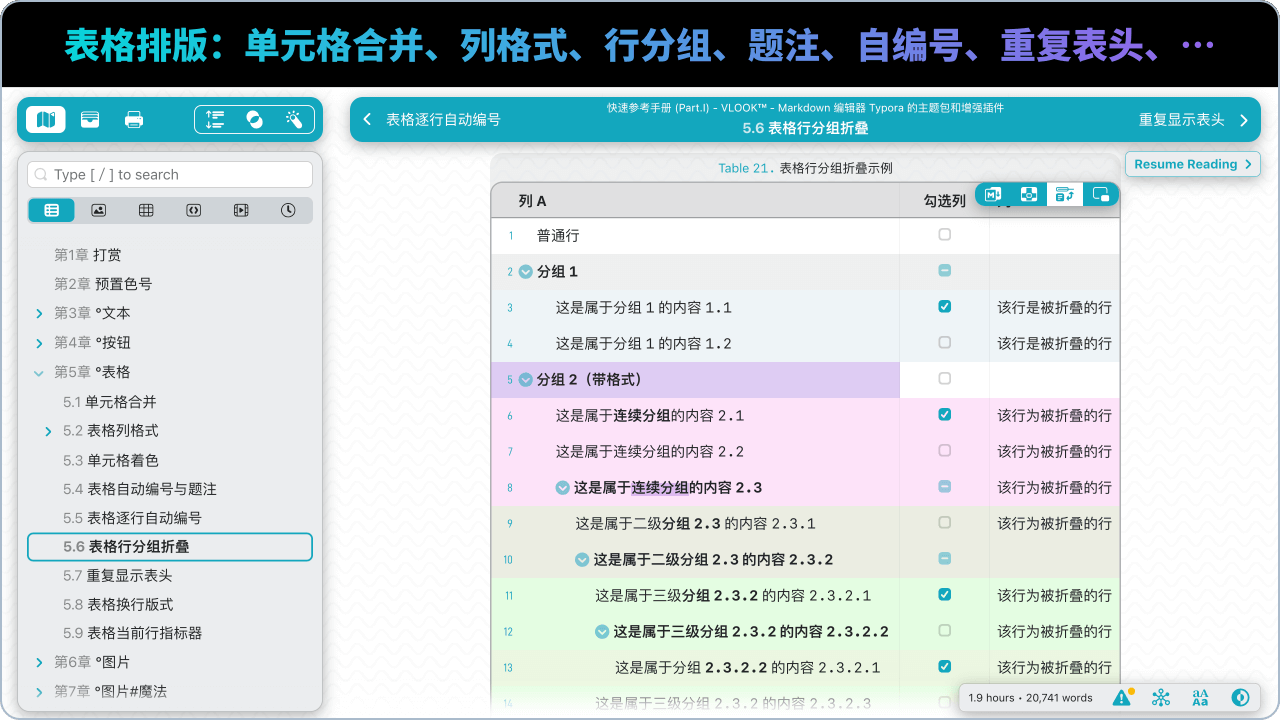 表格排版：单元格合并、列格式、行分组、题注、自编号、重复表头、…
Type [ / ] to search
第1章 打赏
第2章 预置色号
第3章 °文本
第4章 °按钮
第5章 °表格
5.1 单元格合并
5.2 表格列格式
5.3 单元格着色
5.4 表格自动编号与题注
5.5 表格逐行自动编号
5.6 表格行分组折叠
5.7 重复显示表头
5.8 表格换行版式
5.9 表格当前行指标器
第6章 °图片
第7章 °图片#魔法
表格逐行自动编号
快速参考手册 (Part.I) - VLOOK™ - Markdown 编辑器 Typora 的主题包和增强插件
5.6 表格行分组折叠
重复显示表头
Resume Reading
Table 21. 表格行分组折叠示例
列 A 勾选列
1 普通行
2 分组 1
3 这是属于分组 1 的内容 1.1 该行是被折叠的行
4 这是属于分组 1 的内容 1.2 该行是被折叠的行
5 分组 2（带格式）
6 这是属于连续分组的内容 2.1 该行为被折叠的行
7 这是属于连续分组的内容 2.2 该行为被折叠的行
8 这是属于连续分组的内容 2.3 该行为被折叠的行
9 这是属于二级分组 2.3 的内容 2.3.1 该行为被折叠的行
10 这是属于二级分组 2.3 的内容 2.3.2
11 这是属于三级分组 2.3.2 的内容 2.3.2.1 该行为被折叠的行
12 这是属于三级分组 2.3.2 的内容 2.3.2.2 该行为被折叠的行
13 这是属于分组 2.3.2.2 的内容 2.3.2.2.1 该行为被折叠的行
14 这是属于三级分组 2.3.2 的内容 2.3.2.3
1.9 hours • 20,741 words
aA
Aa